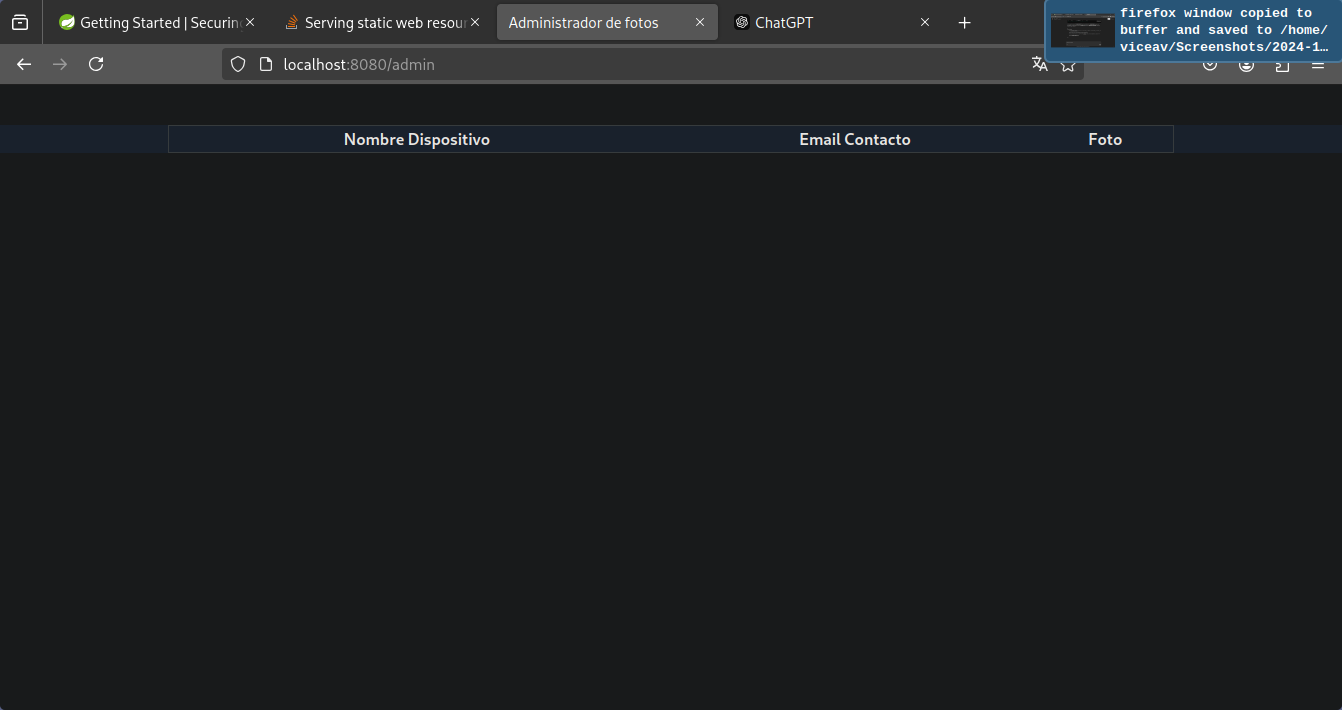 Getting Started | Securin
Serving static web resour
Administrador de fotos
ChatGPT
firefox window copied to
buffer and saved to /home/
viceav/Screenshots/2024-1…
localhost:8080/admin
Nombre Dispositivo
Email Contacto
Foto